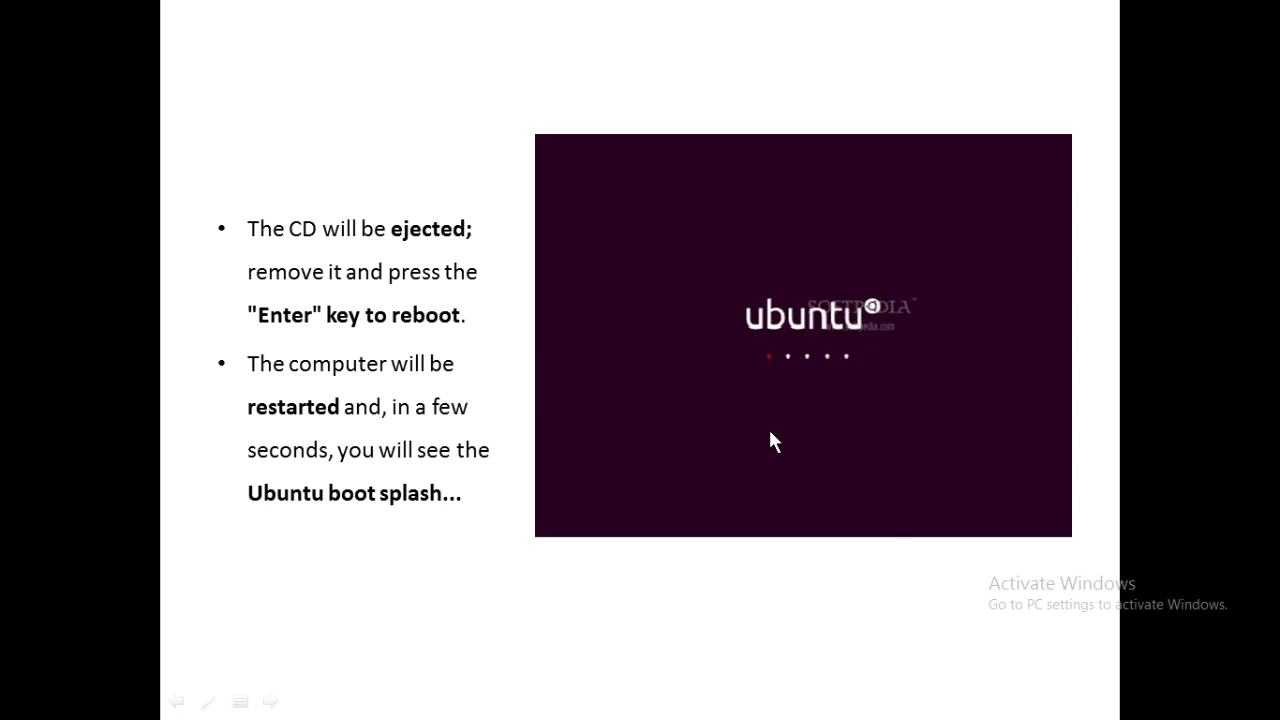 • The CD will be ejected;
remove it and press the
"Enter" key to reboot.
• The computer will be
restarted and, in a few
seconds, you will see the
Ubuntu boot splash...
SOFTPEDIA™
ubuntu
Activate Windows
Go to PC settings to activate Windows.